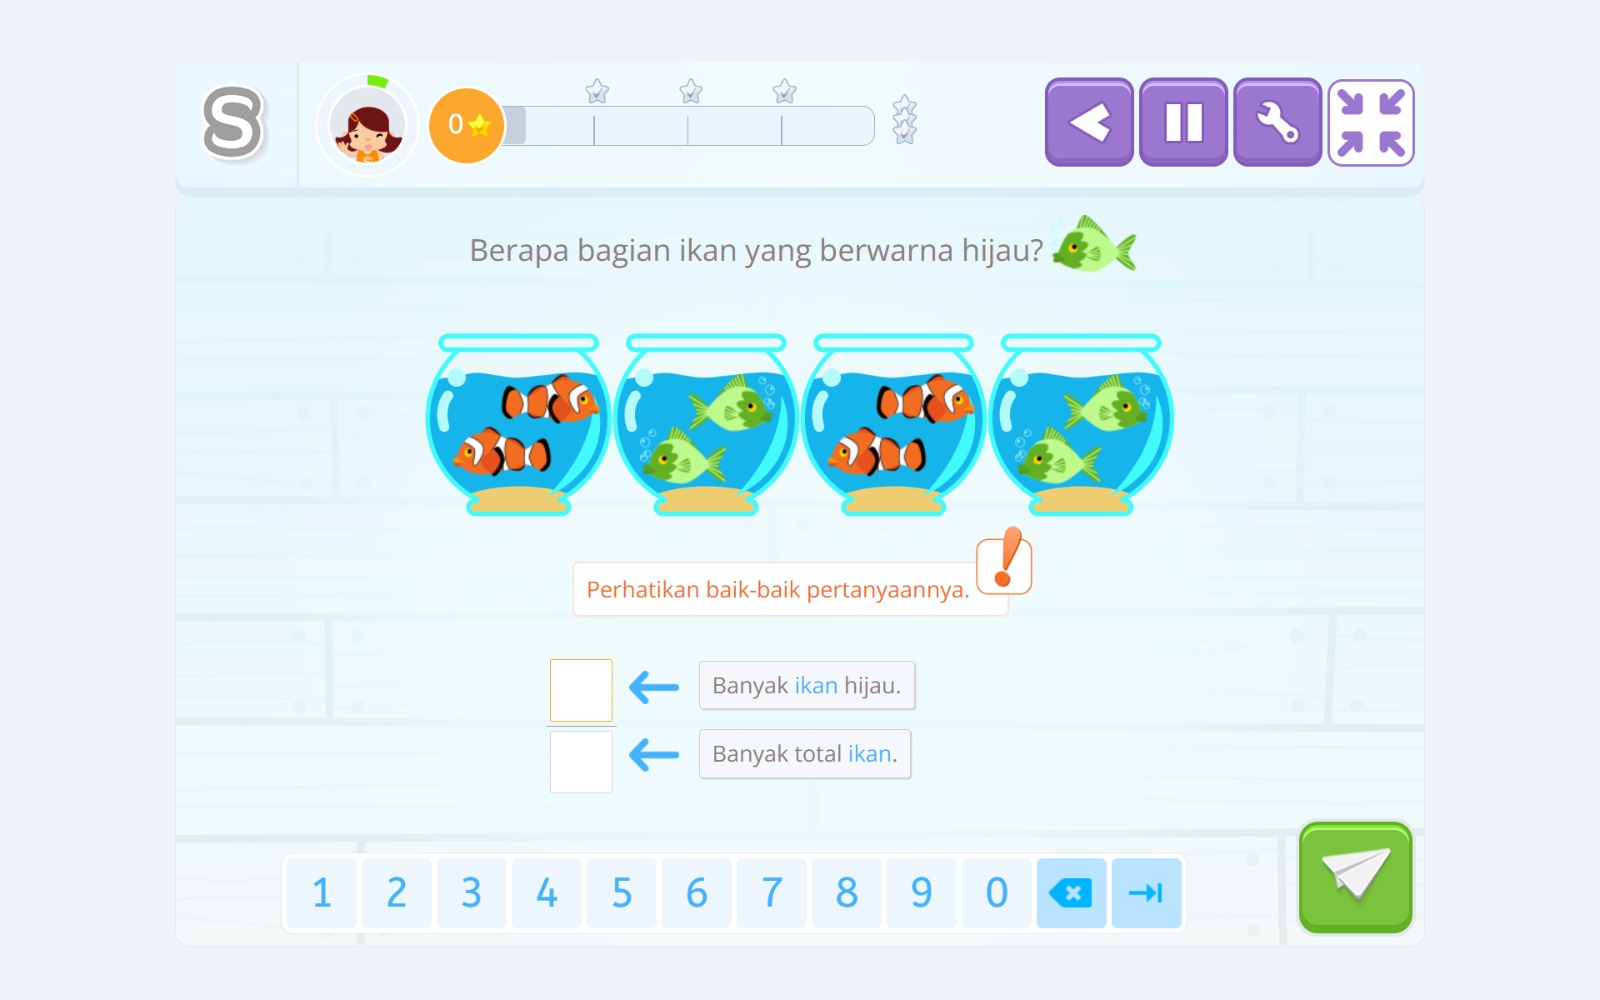 S
0
Berapa bagian ikan yang berwarna hijau?
Perhatikan baik-baik pertanyaannya.
Banyak ikan hijau.
Banyak total ikan.
1 2 3 4 5 6 7 8 9 0